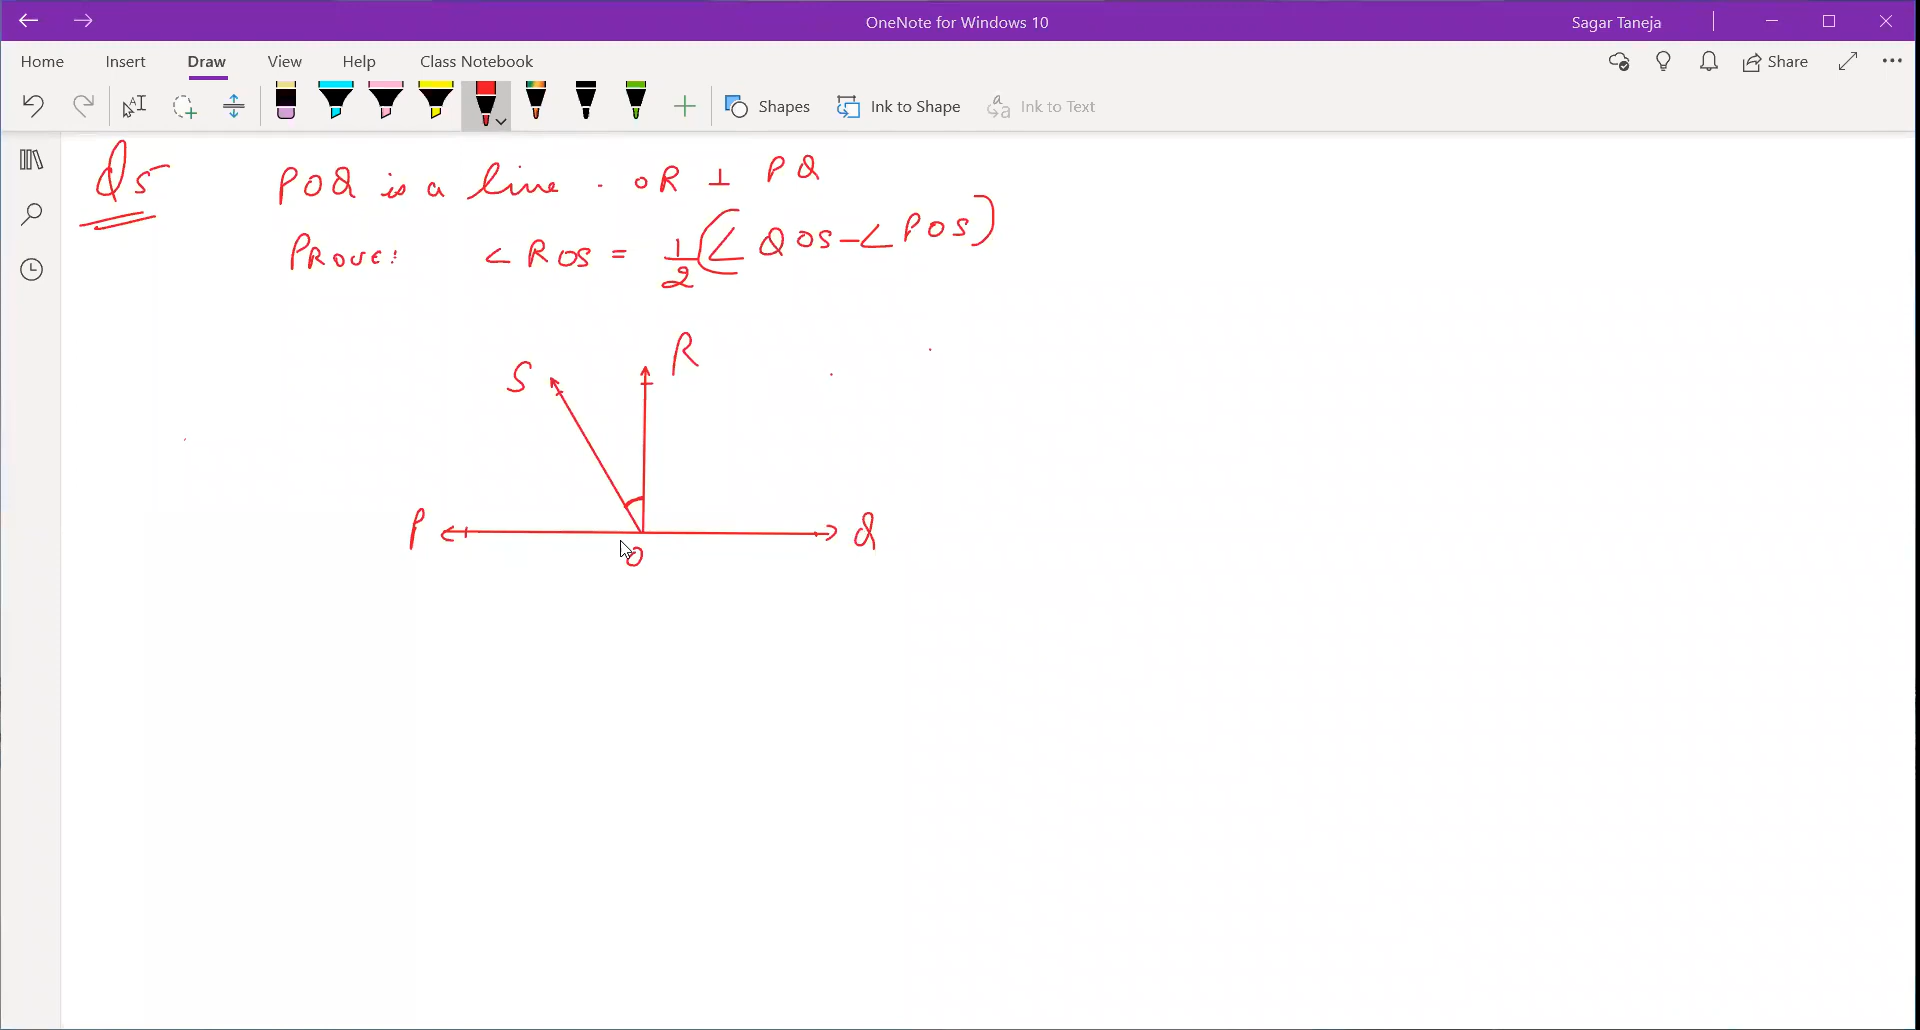 OneNote for Windows 10
Sagar Taneja
Home Insert Draw View Help Class Notebook
Share
Shapes Ink to Shape Ink to Text
Q5 POQ is a line . OR ⊥ PQ
PROVE: ∠ROS = 1/2 (∠QOS - ∠POS)
R
S
P Q
O